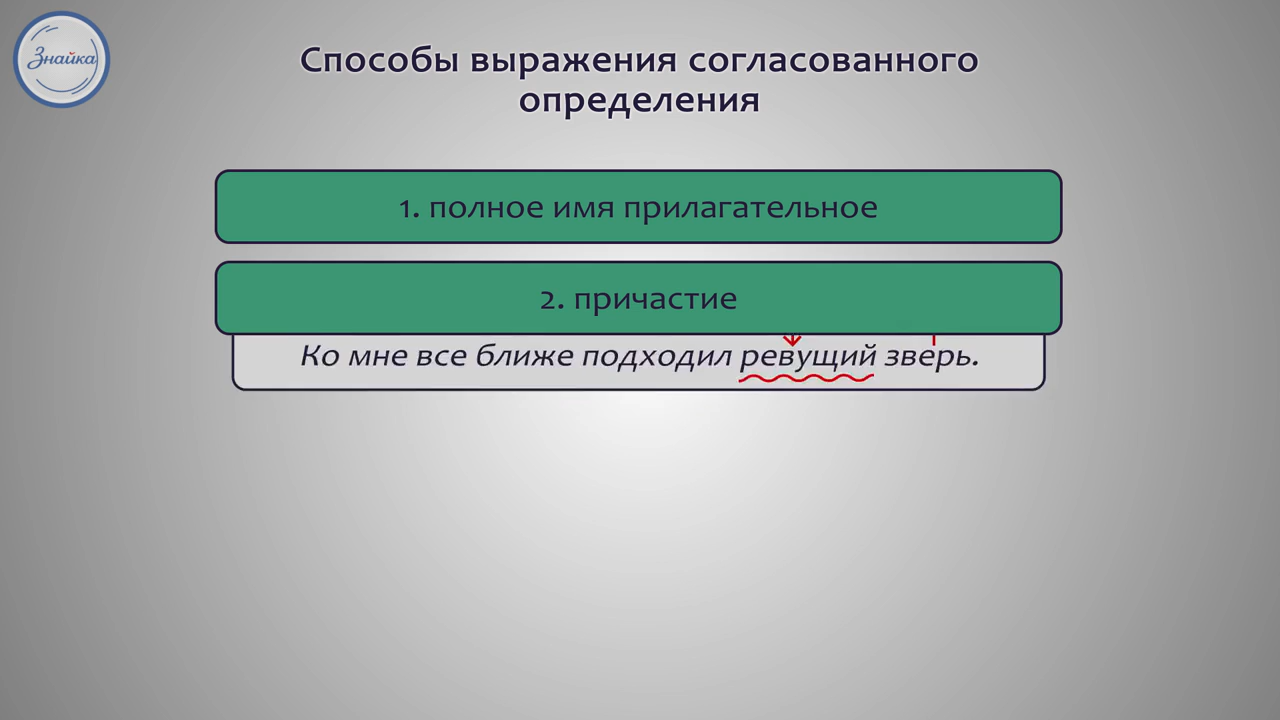 Знайка
Способы выражения согласованного
определения
1. полное имя прилагательное
2. причастие
Ко мне все ближе подходил ревущий зверь.